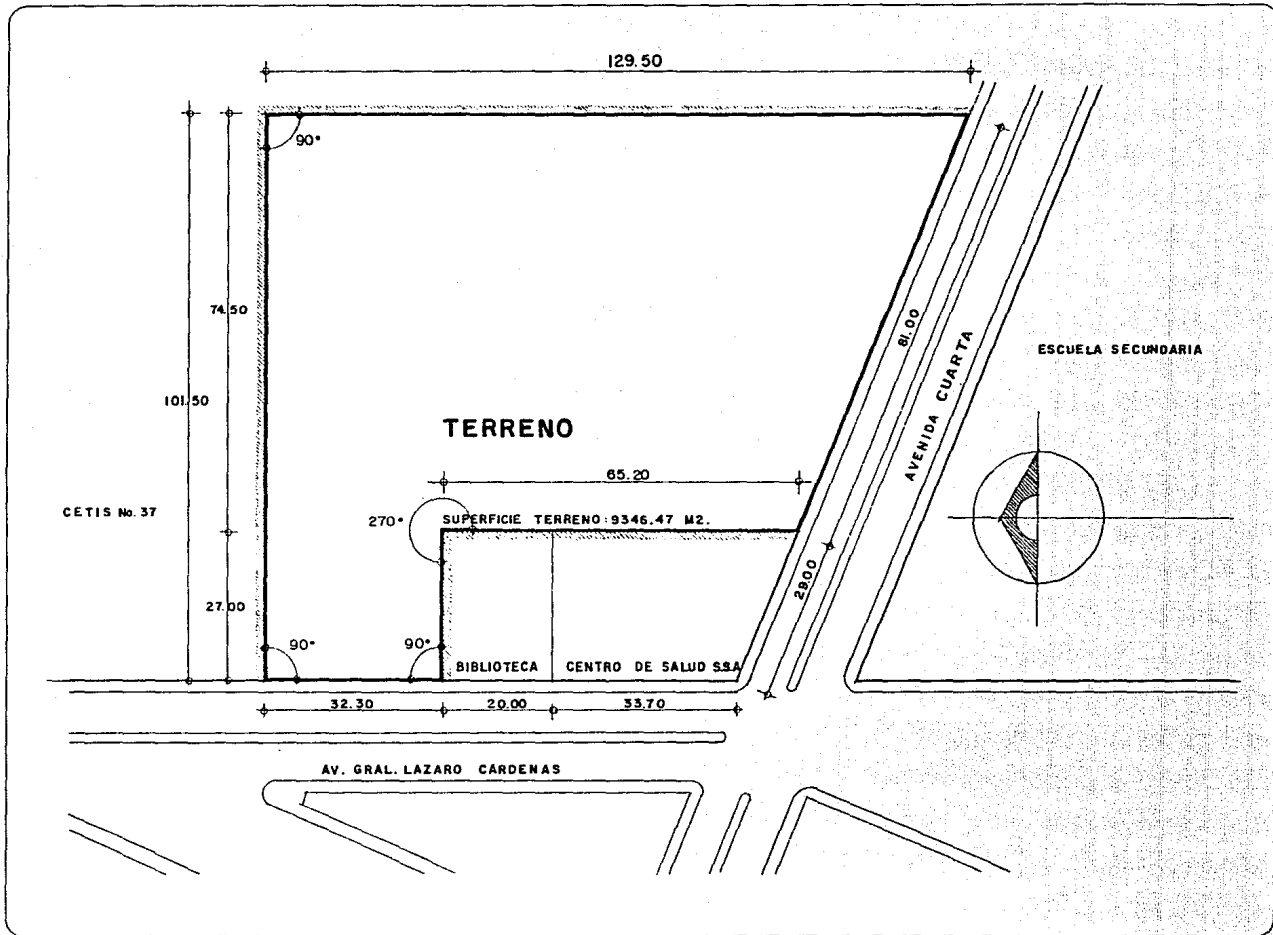 129.50
90°
74.50
81.00
AVENIDA CUARTA
ESCUELA SECUNDARIA
101.50
TERRENO
65.20
CETIS No. 37
270°
SUPERFICIE TERRENO: 9346.47 M2.
29.00
27.00
90°
90°
BIBLIOTECA
CENTRO DE SALUD S.S.A
32.30
20.00
33.70
AV. GRAL. LAZARO CARDENAS